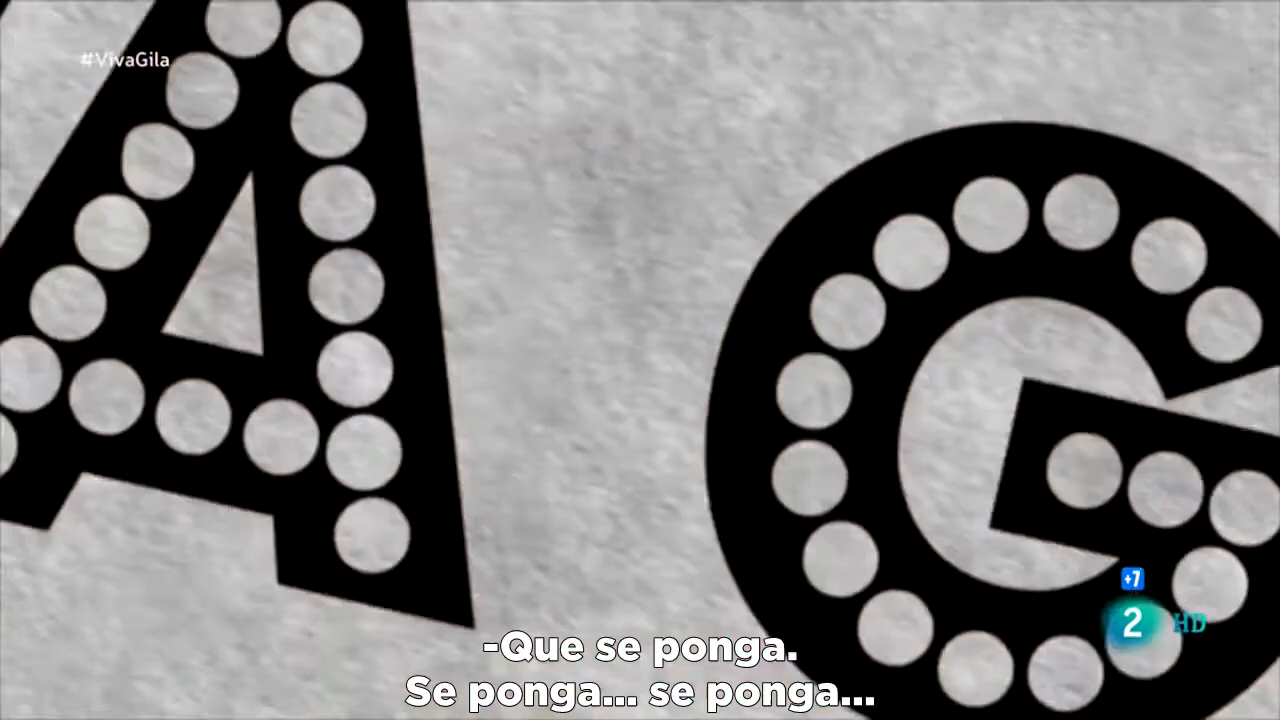 #VivaGila
A G
+7
2 HD
-Que se ponga.
Se ponga... se ponga...